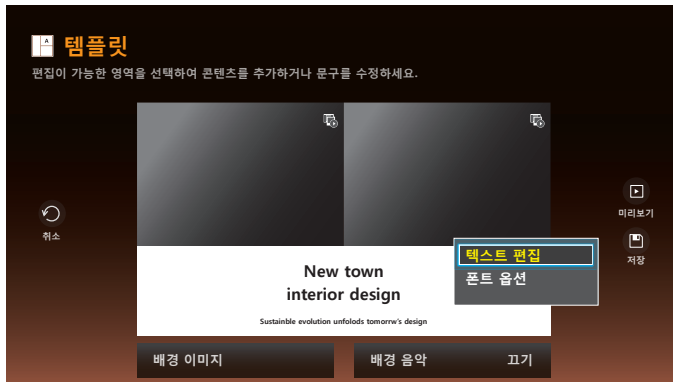 템플릿
편집이 가능한 영역을 선택하여 콘텐츠를 추가하거나 문구를 수정하세요.
취소
New town
interior design
Sustainble evolution unfolods tomorrw's design
텍스트 편집
폰트 옵션
미리보기
저장
배경 이미지
배경 음악 끄기